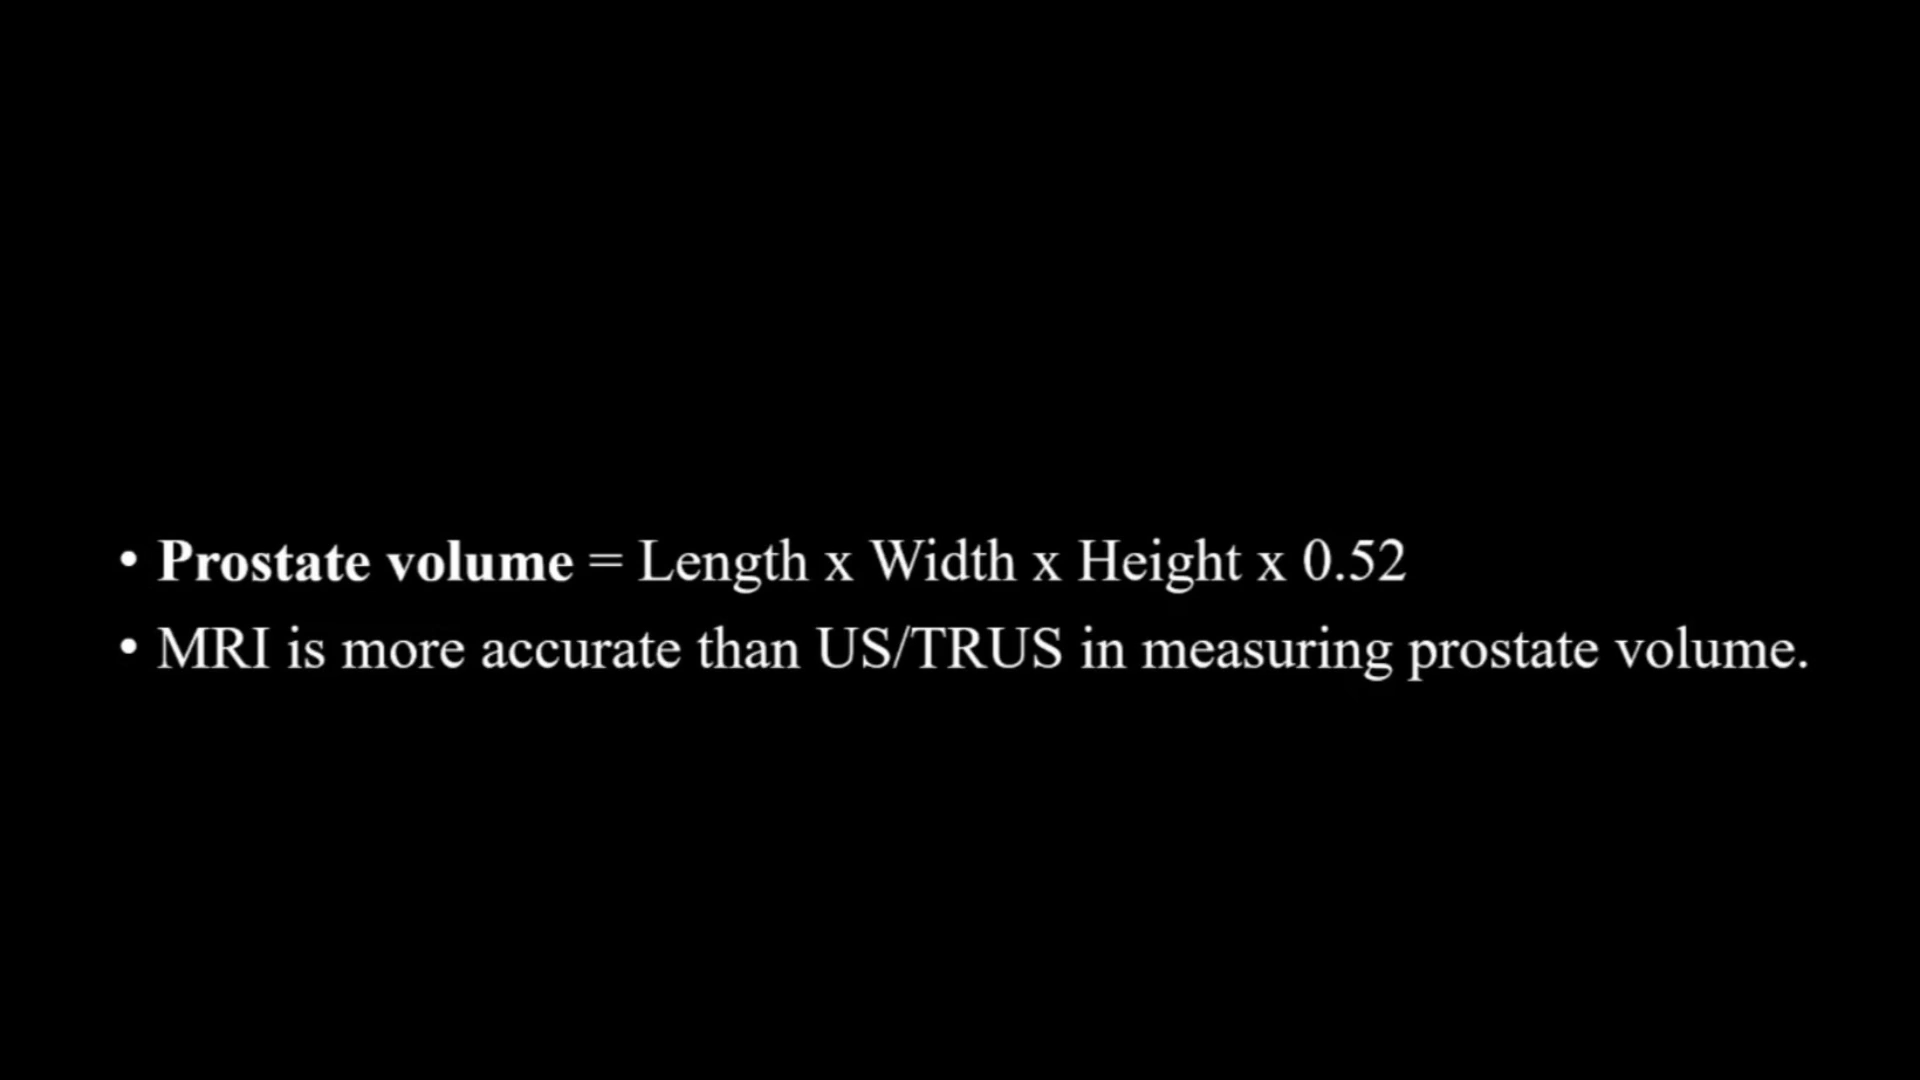 • Prostate volume = Length x Width x Height x 0.52
• MRI is more accurate than US/TRUS in measuring prostate volume.